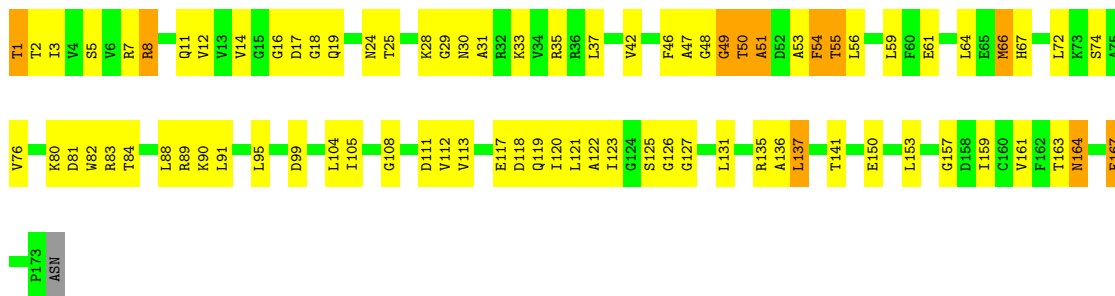 T1 T2 I3 V4 S5 V6 R7 R8 Q11 V12 V13 V14 G15 G16 D17 G18 Q19 N24 T25 K28 G29 N30 A31 R32 K33 V34 R35 R36 L37 V42 F46 A47 G48 G49 T50 A51 D52 A53 F54 T55 L56 L59 F60 E61 L64 E65 M66 H67 L72 K73 S74 A75
V76 K80 D81 W82 R83 T84 L88 R89 K90 L91 L95 D99 L104 I105 G108 D111 V112 V113 E117 D118 Q119 I120 L121 A122 I123 G124 S125 G126 G127 L131 R135 A136 L137 T141 E150 L153 G157 D158 I159 C160 V161 F162 T163 N164 E167
P173 ASN